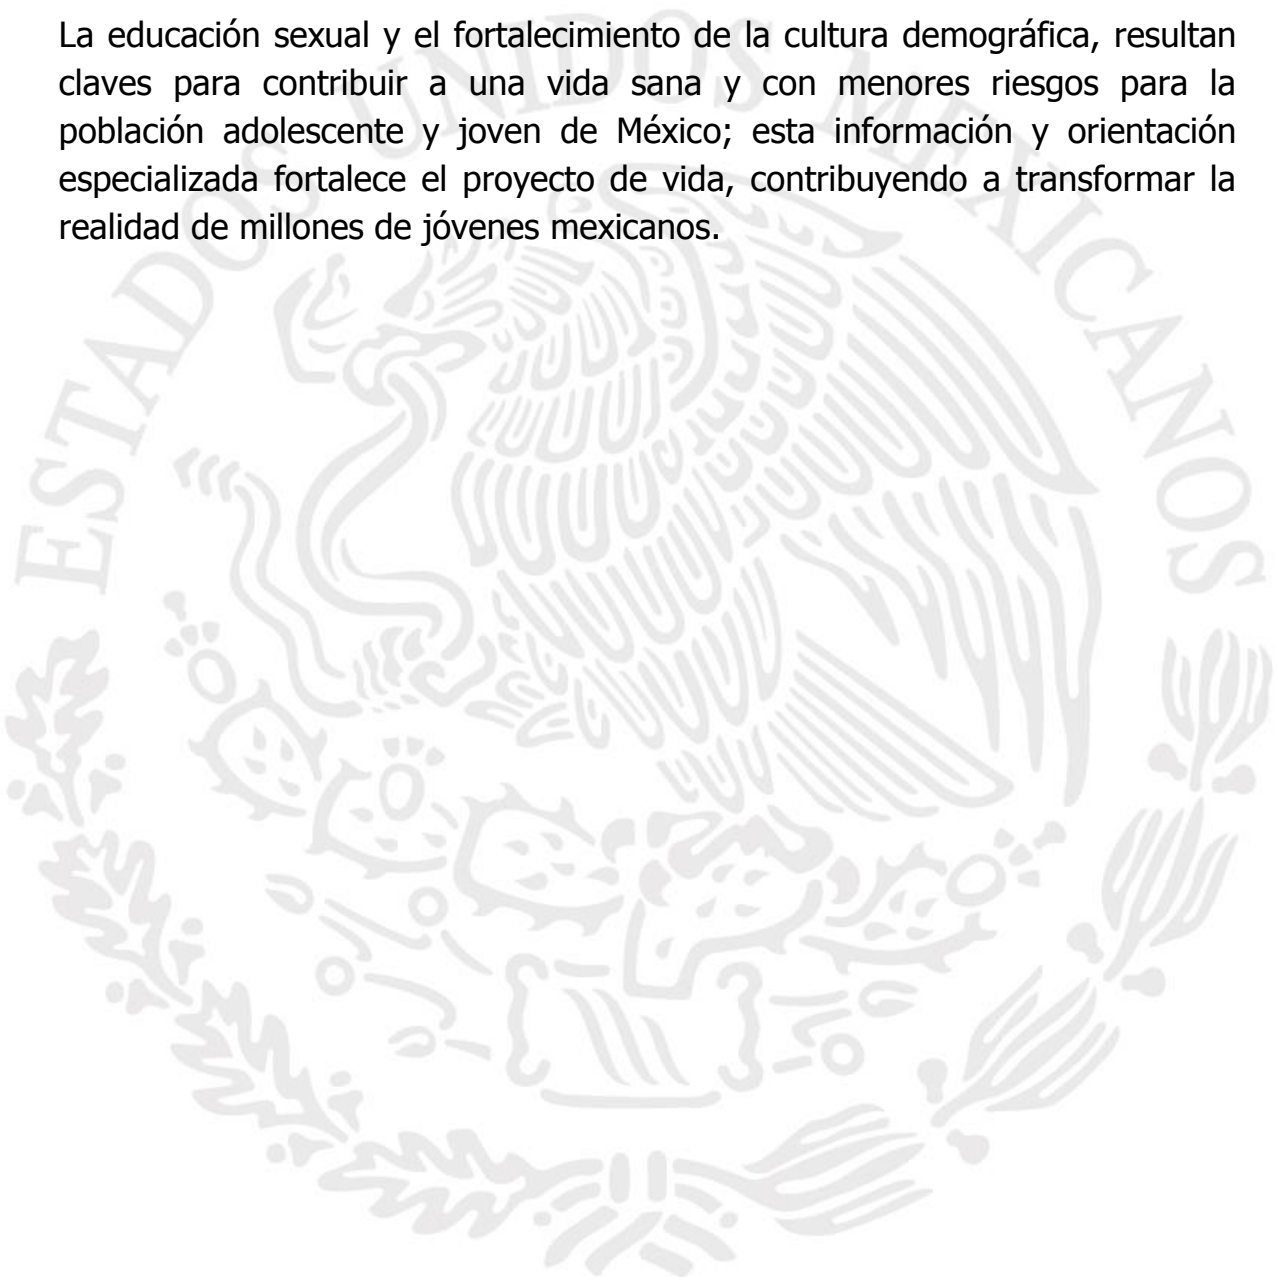 La educación sexual y el fortalecimiento de la cultura demográfica, resultan
claves para contribuir a una vida sana y con menores riesgos para la
población adolescente y joven de México; esta información y orientación
especializada fortalece el proyecto de vida, contribuyendo a transformar la
realidad de millones de jóvenes mexicanos.
ESTADOS UNIDOS MEXICANOS